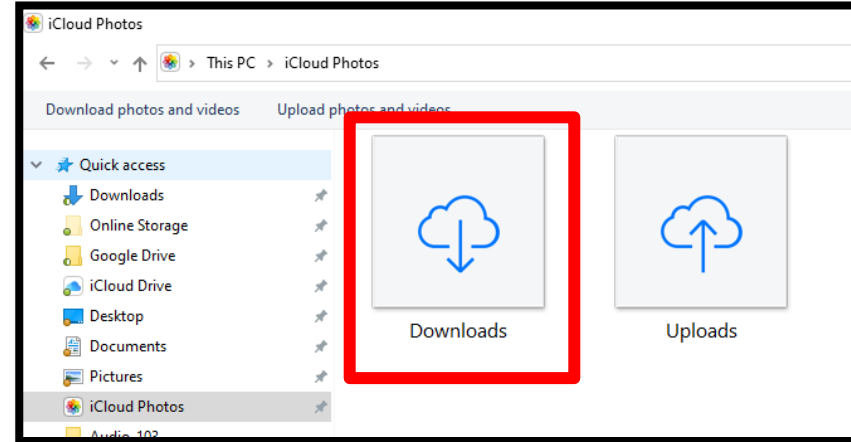 iCloud Photos
This PC > iCloud Photos
Download photos and videos Upload photos and videos
Quick access
Downloads
Online Storage
Google Drive
iCloud Drive
Desktop
Documents
Pictures
iCloud Photos
Audio_103
Downloads
Uploads